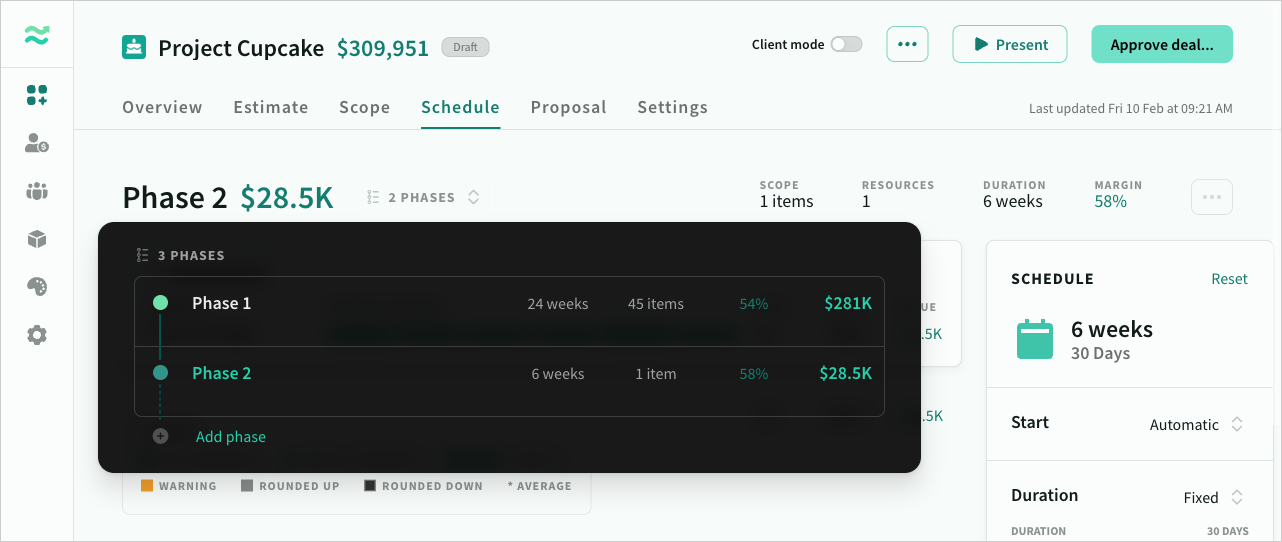 Project Cupcake $309,951 Draft
Client mode
Present
Approve deal...
Overview Estimate Scope Schedule Proposal Settings
Last updated Fri 10 Feb at 09:21 AM
Phase 2 $28.5K
2 PHASES
SCOPE
1 items
RESOURCES
1
DURATION
6 weeks
MARGIN
58%
3 PHASES
Phase 1 24 weeks 45 items 54% $281K
Phase 2 6 weeks 1 item 58% $28.5K
Add phase
UE
.5K
.5K
WARNING ROUNDED UP ROUNDED DOWN * AVERAGE
SCHEDULE Reset
6 weeks
30 Days
Start Automatic
Duration Fixed
DURATION 30 DAYS